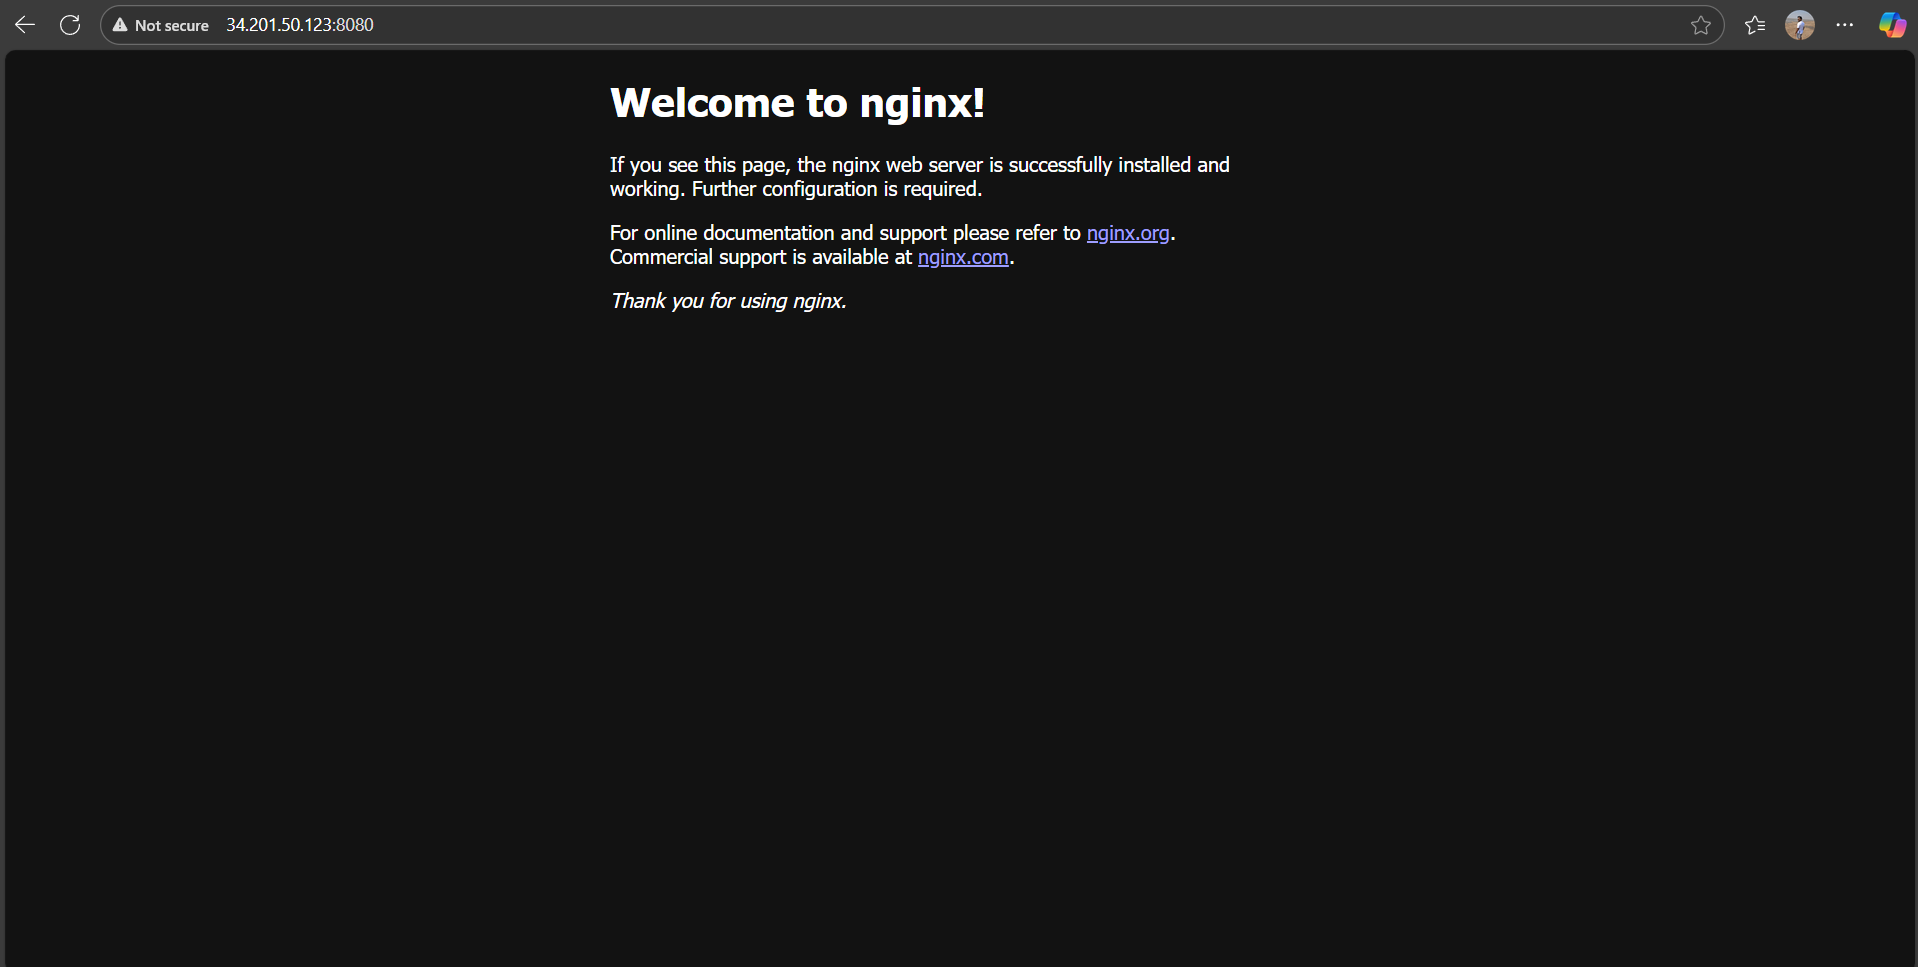 Not secure 34.201.50.123:8080
Welcome to nginx!
If you see this page, the nginx web server is successfully installed and
working. Further configuration is required.
For online documentation and support please refer to nginx.org.
Commercial support is available at nginx.com.
Thank you for using nginx.